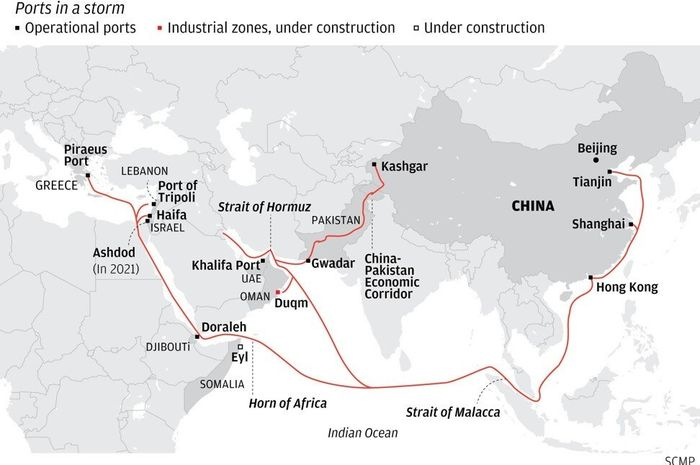 Ports in a storm
Operational ports
Industrial zones, under construction
Under construction
Piraeus
Port
GREECE
LEBANON
Port of
Tripoli
Haifa
ISRAEL
Ashdod
(In 2021)
Strait of Hormuz
Khalifa Port
UAE
OMAN
Duqm
PAKISTAN
Gwadar
Kashgar
China-
Pakistan
Economic
Corridor
CHINA
Beijing
Tianjin
Shanghai
Hong Kong
Doraleh
DJIBOUTi
Eyl
SOMALIA
Horn of Africa
Strait of Malacca
Indian Ocean
SCMP